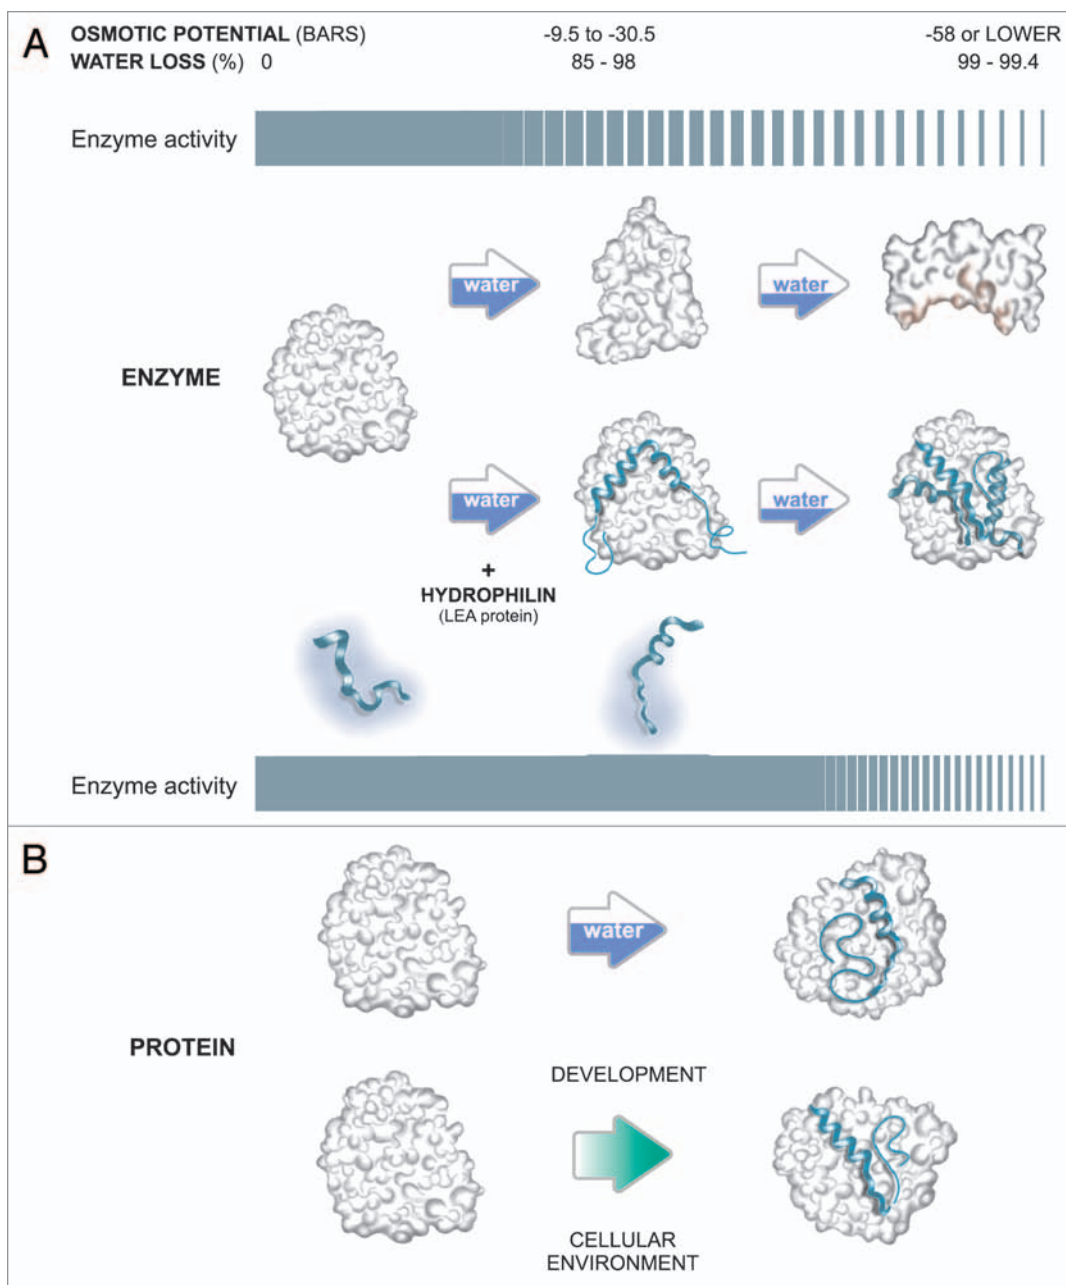 A
OSMOTIC POTENTIAL (BARS) -9.5 to -30.5 -58 or LOWER
WATER LOSS (%) 0 85 - 98 99 - 99.4
Enzyme activity
water water
ENZYME
water water
+
HYDROPHILIN
(LEA protein)
Enzyme activity
B
water
PROTEIN
DEVELOPMENT
CELLULAR
ENVIRONMENT